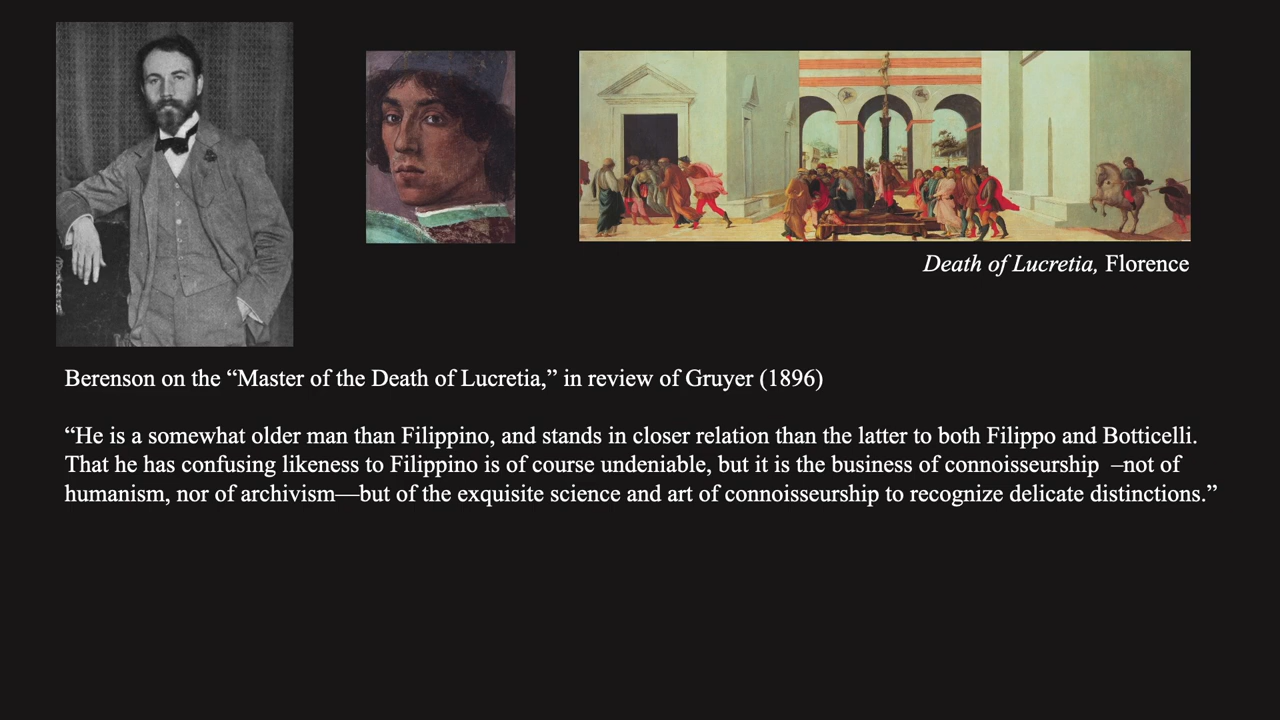 Death of Lucretia, Florence
Berenson on the “Master of the Death of Lucretia,” in review of Gruyer (1896)
“He is a somewhat older man than Filippino, and stands in closer relation than the latter to both Filippo and Botticelli.
That he has confusing likeness to Filippino is of course undeniable, but it is the business of connoisseurship  –not of
humanism, nor of archivism—but of the exquisite science and art of connoisseurship to recognize delicate distinctions.”